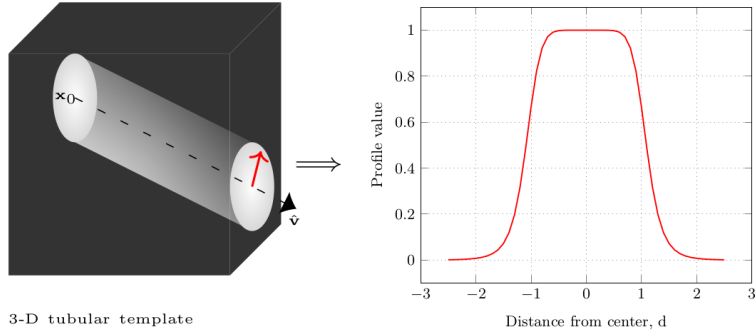 x₀
v̂
3-D tubular template
Profile value
1
0.8
0.6
0.4
0.2
0
−3
−2
−1
0
1
2
3
Distance from center, d